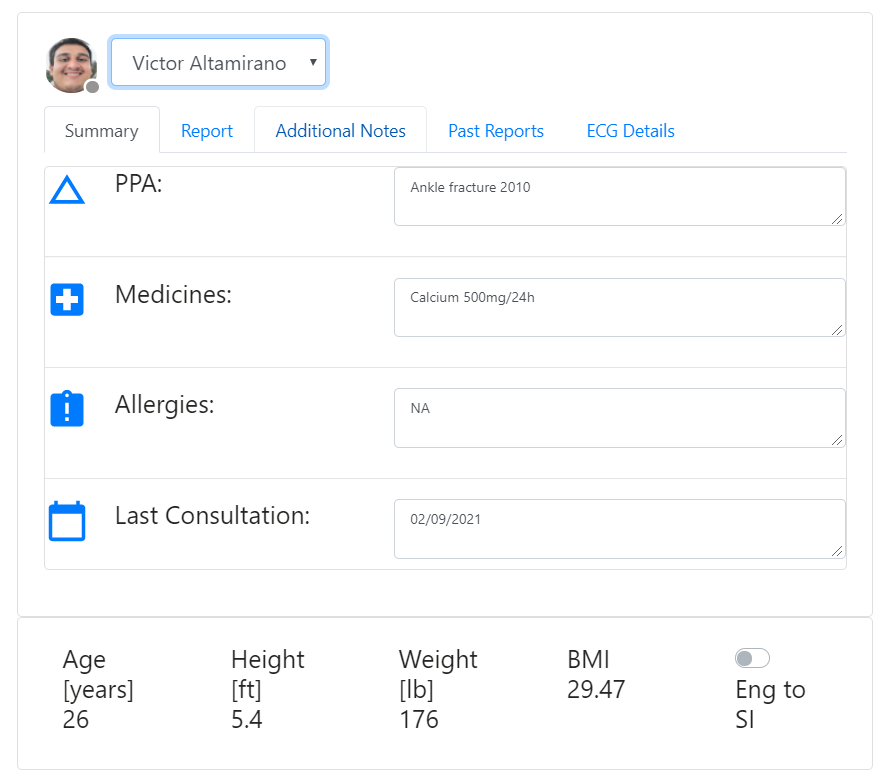 Victor Altamirano
Summary Report Additional Notes Past Reports ECG Details
PPA: Ankle fracture 2010
Medicines: Calcium 500mg/24h
Allergies: NA
Last Consultation: 02/09/2021
Age Height Weight BMI
[years] [ft] [lb] 29.47 Eng to
26 5.4 176 SI